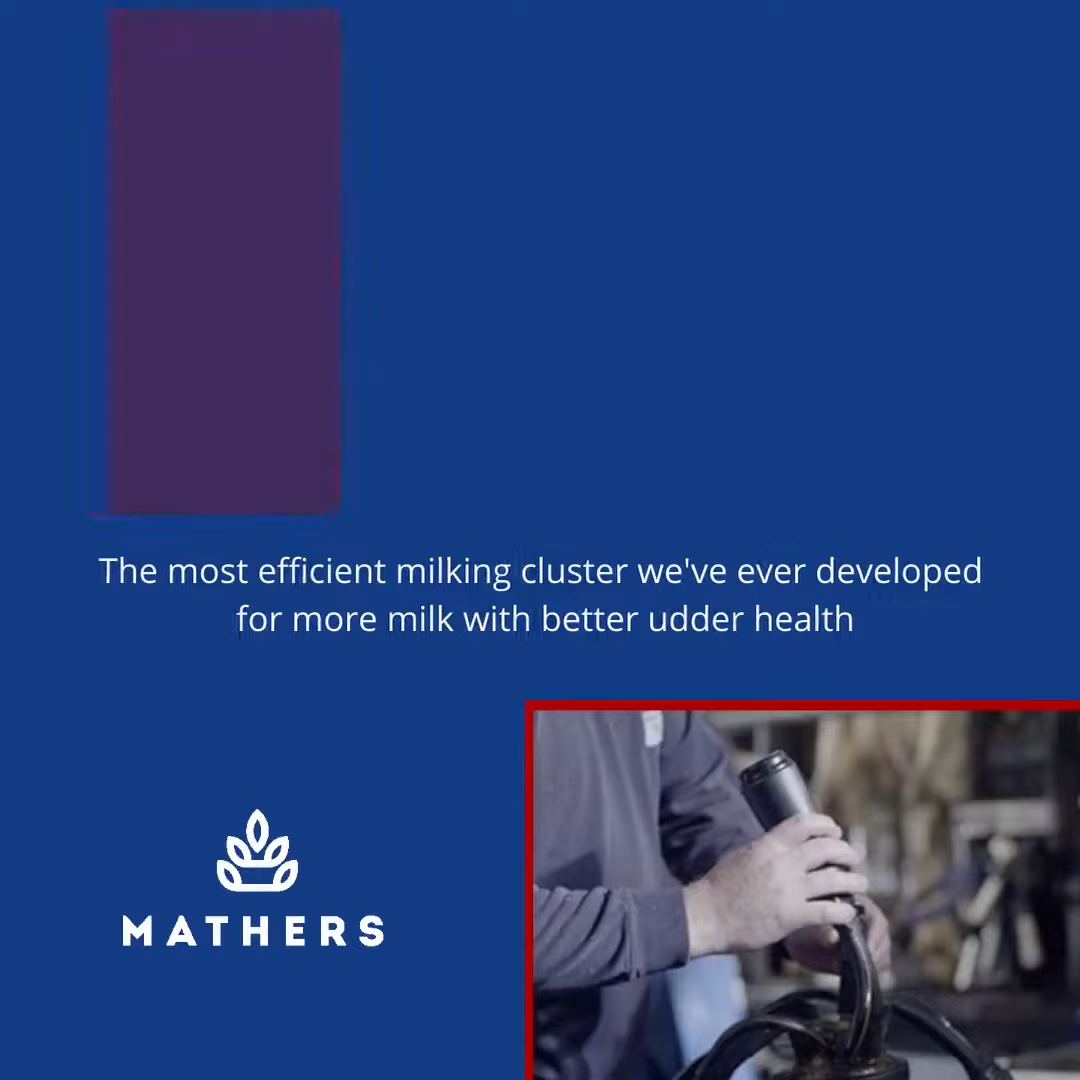 The most efficient milking cluster we've ever developed
for more milk with better udder health
MATHERS